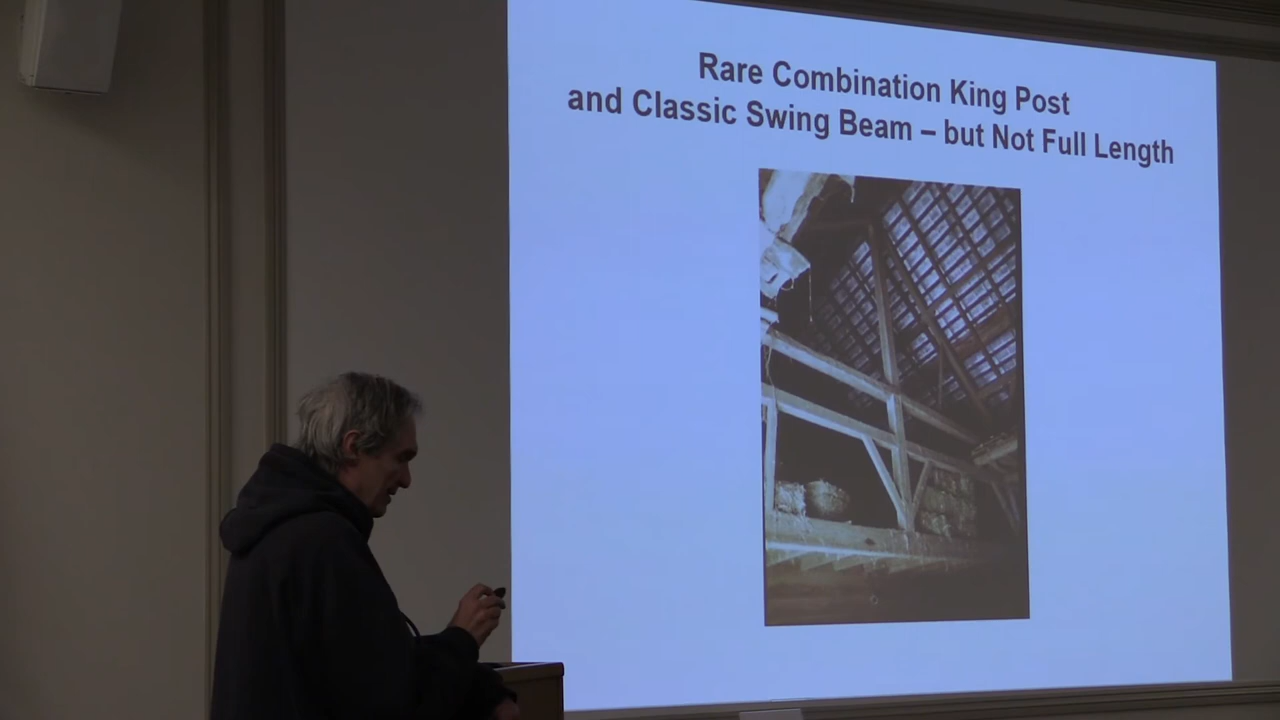 Rare Combination King Post
and Classic Swing Beam – but Not Full Length